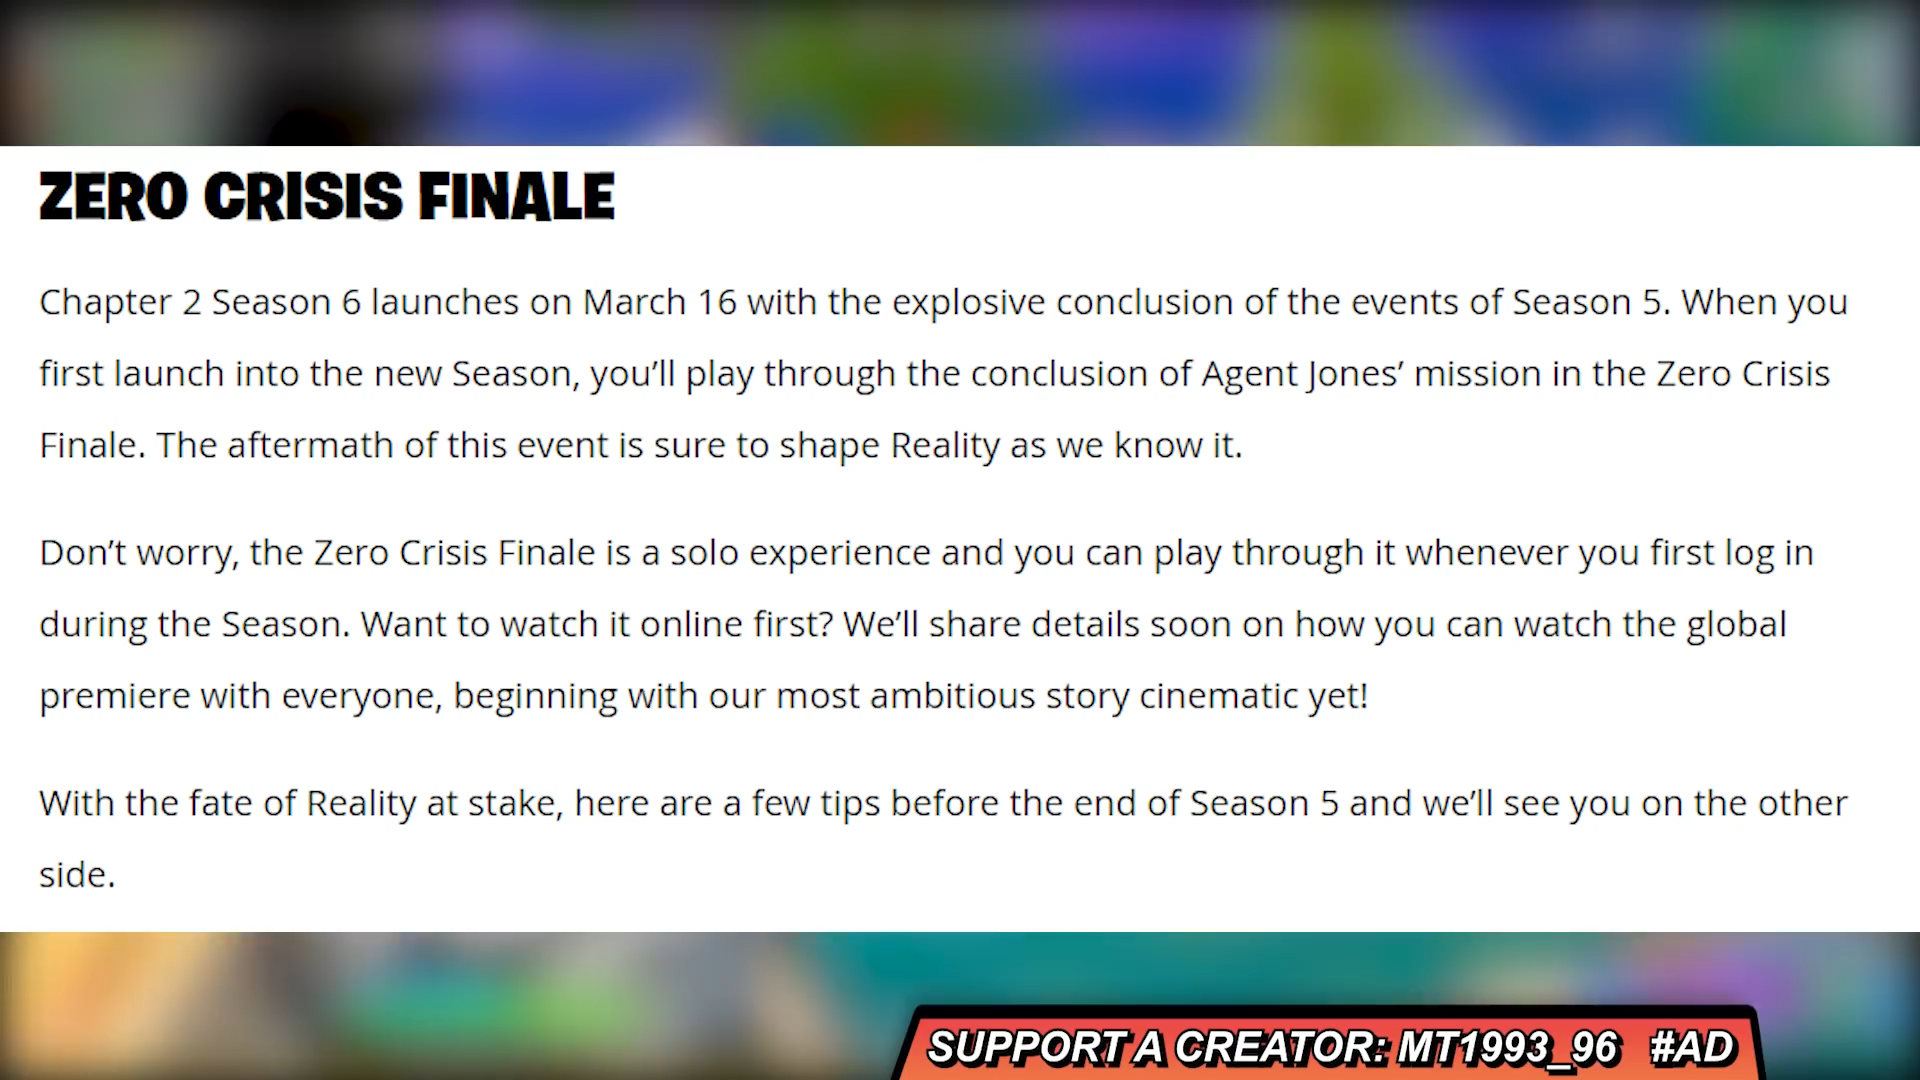 ZERO CRISIS FINALE
Chapter 2 Season 6 launches on March 16 with the explosive conclusion of the events of Season 5. When you
first launch into the new Season, you’ll play through the conclusion of Agent Jones’ mission in the Zero Crisis
Finale. The aftermath of this event is sure to shape Reality as we know it.
Don’t worry, the Zero Crisis Finale is a solo experience and you can play through it whenever you first log in
during the Season. Want to watch it online first? We’ll share details soon on how you can watch the global
premiere with everyone, beginning with our most ambitious story cinematic yet!
With the fate of Reality at stake, here are a few tips before the end of Season 5 and we’ll see you on the other
side.
SUPPORT A CREATOR: MT1993_96 #AD